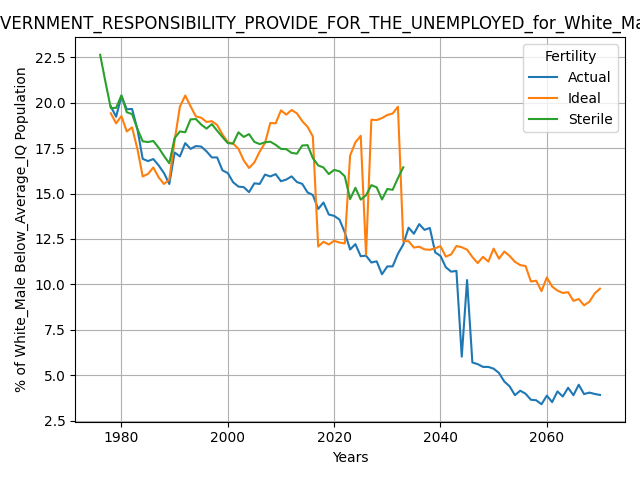 VERNMENT_RESPONSIBILITY_PROVIDE_FOR_THE_UNEMPLOYED_for_White_Ma
% of White_Male Below_Average_IQ Population
22.5
20.0
17.5
15.0
12.5
10.0
7.5
5.0
2.5
Fertility
Actual
Ideal
Sterile
1980
2000
2020
2040
2060
Years